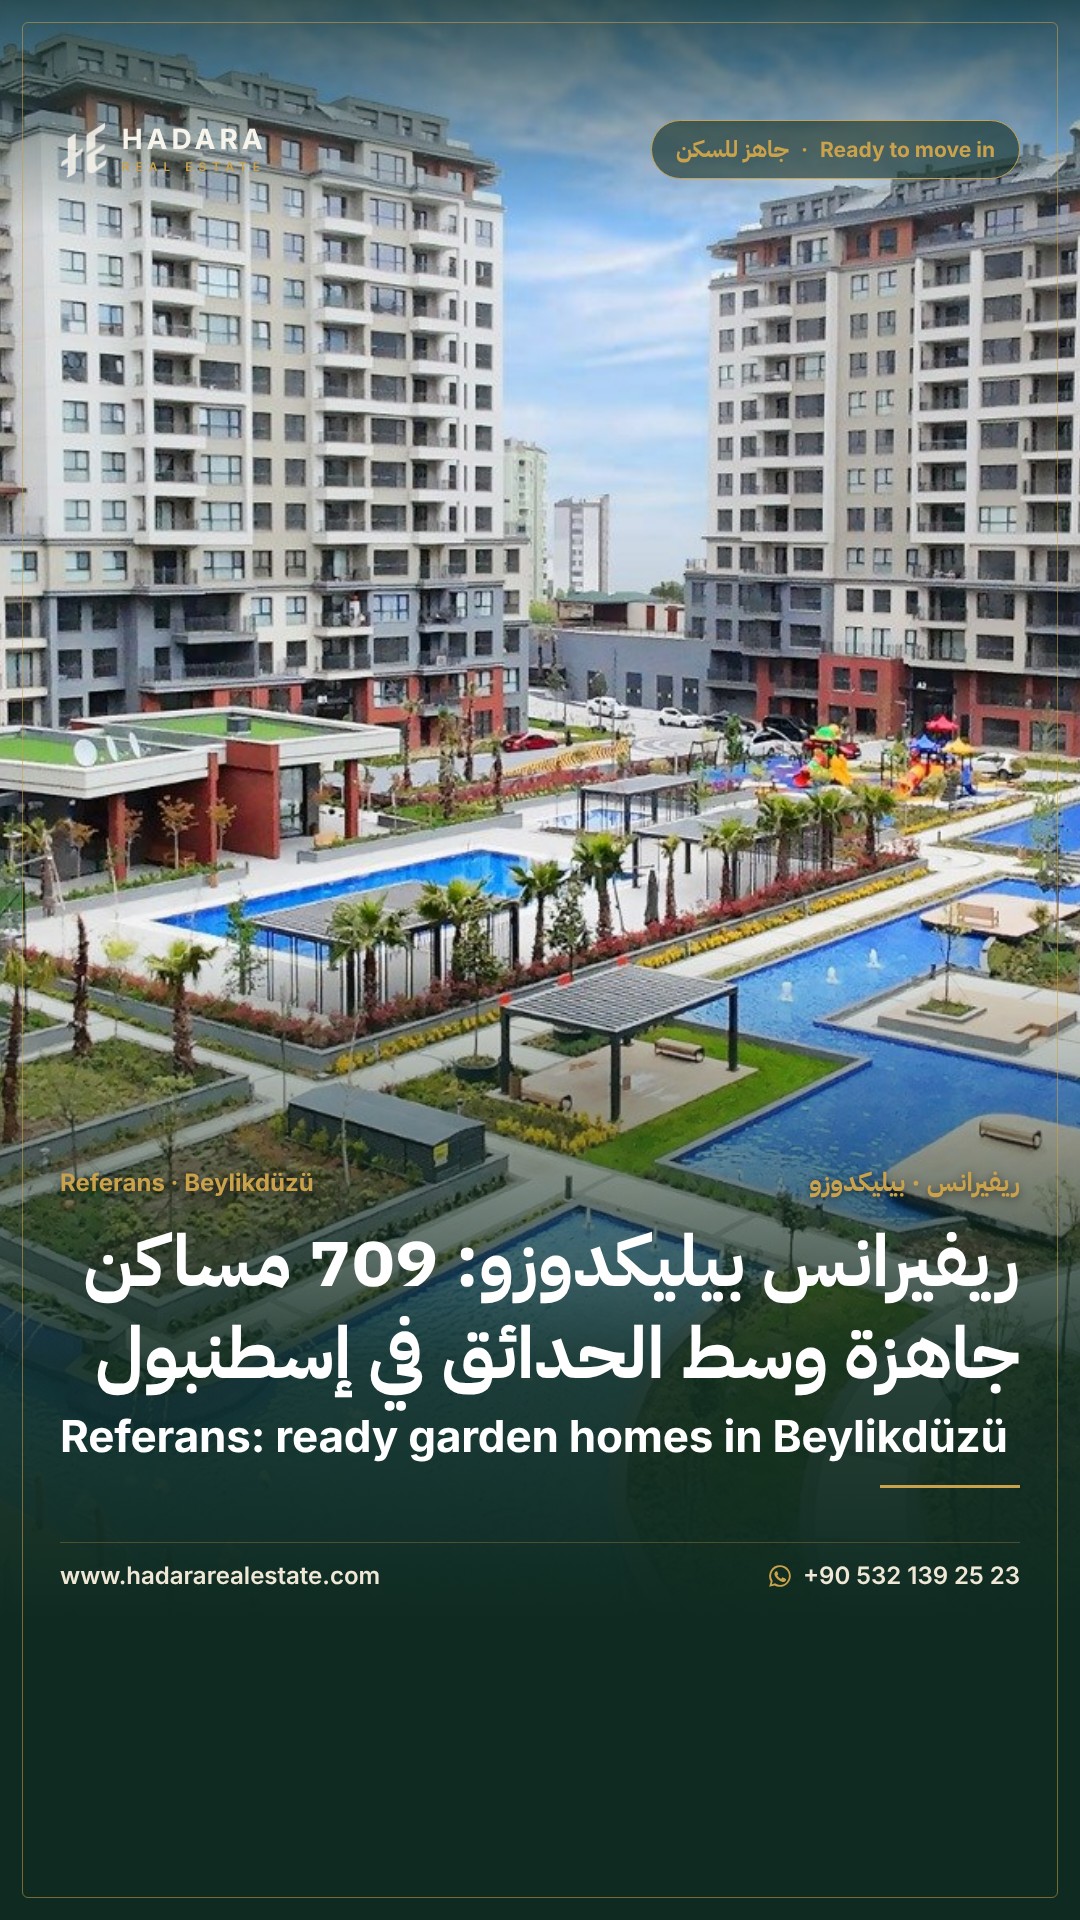 HADARA
REAL ESTATE
جاهز للسكن · Ready to move in
Referans · Beylikdüzü
ريفيرانس · بيليكدوزو
ريفيرانس بيليكدوزو: 709 مساكن
جاهزة وسط الحدائق في إسطنبول
Referans: ready garden homes in Beylikdüzü
www.hadararealestate.com
+90 532 139 25 23